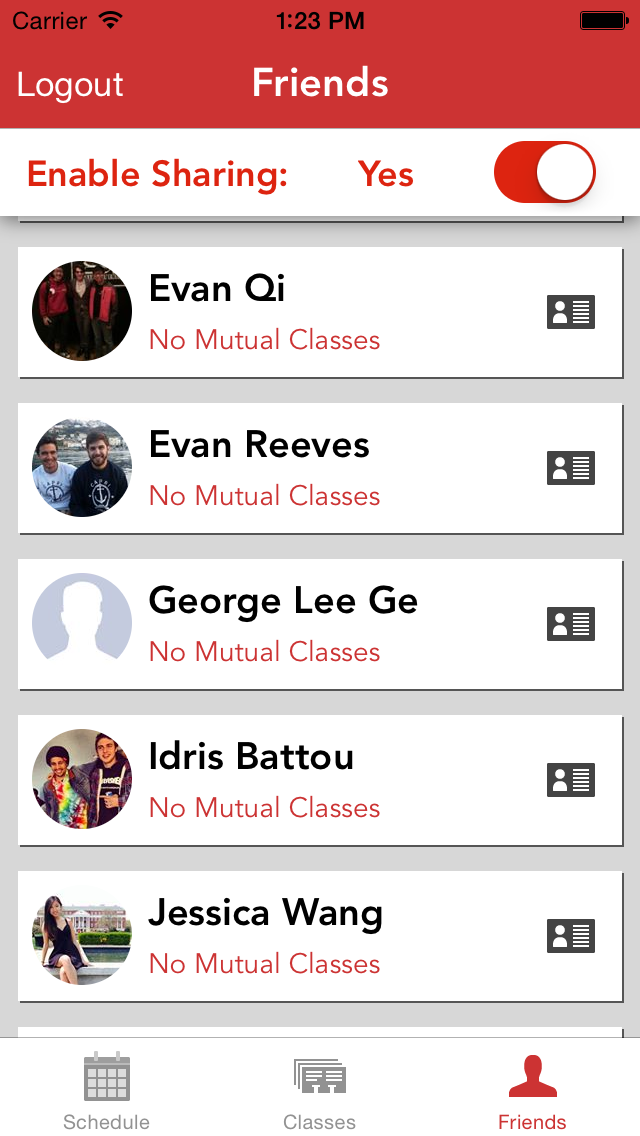 Carrier 1:23 PM
Logout Friends
Enable Sharing: Yes
Evan Qi
No Mutual Classes
Evan Reeves
No Mutual Classes
George Lee Ge
No Mutual Classes
Idris Battou
No Mutual Classes
Jessica Wang
No Mutual Classes
Schedule Classes Friends